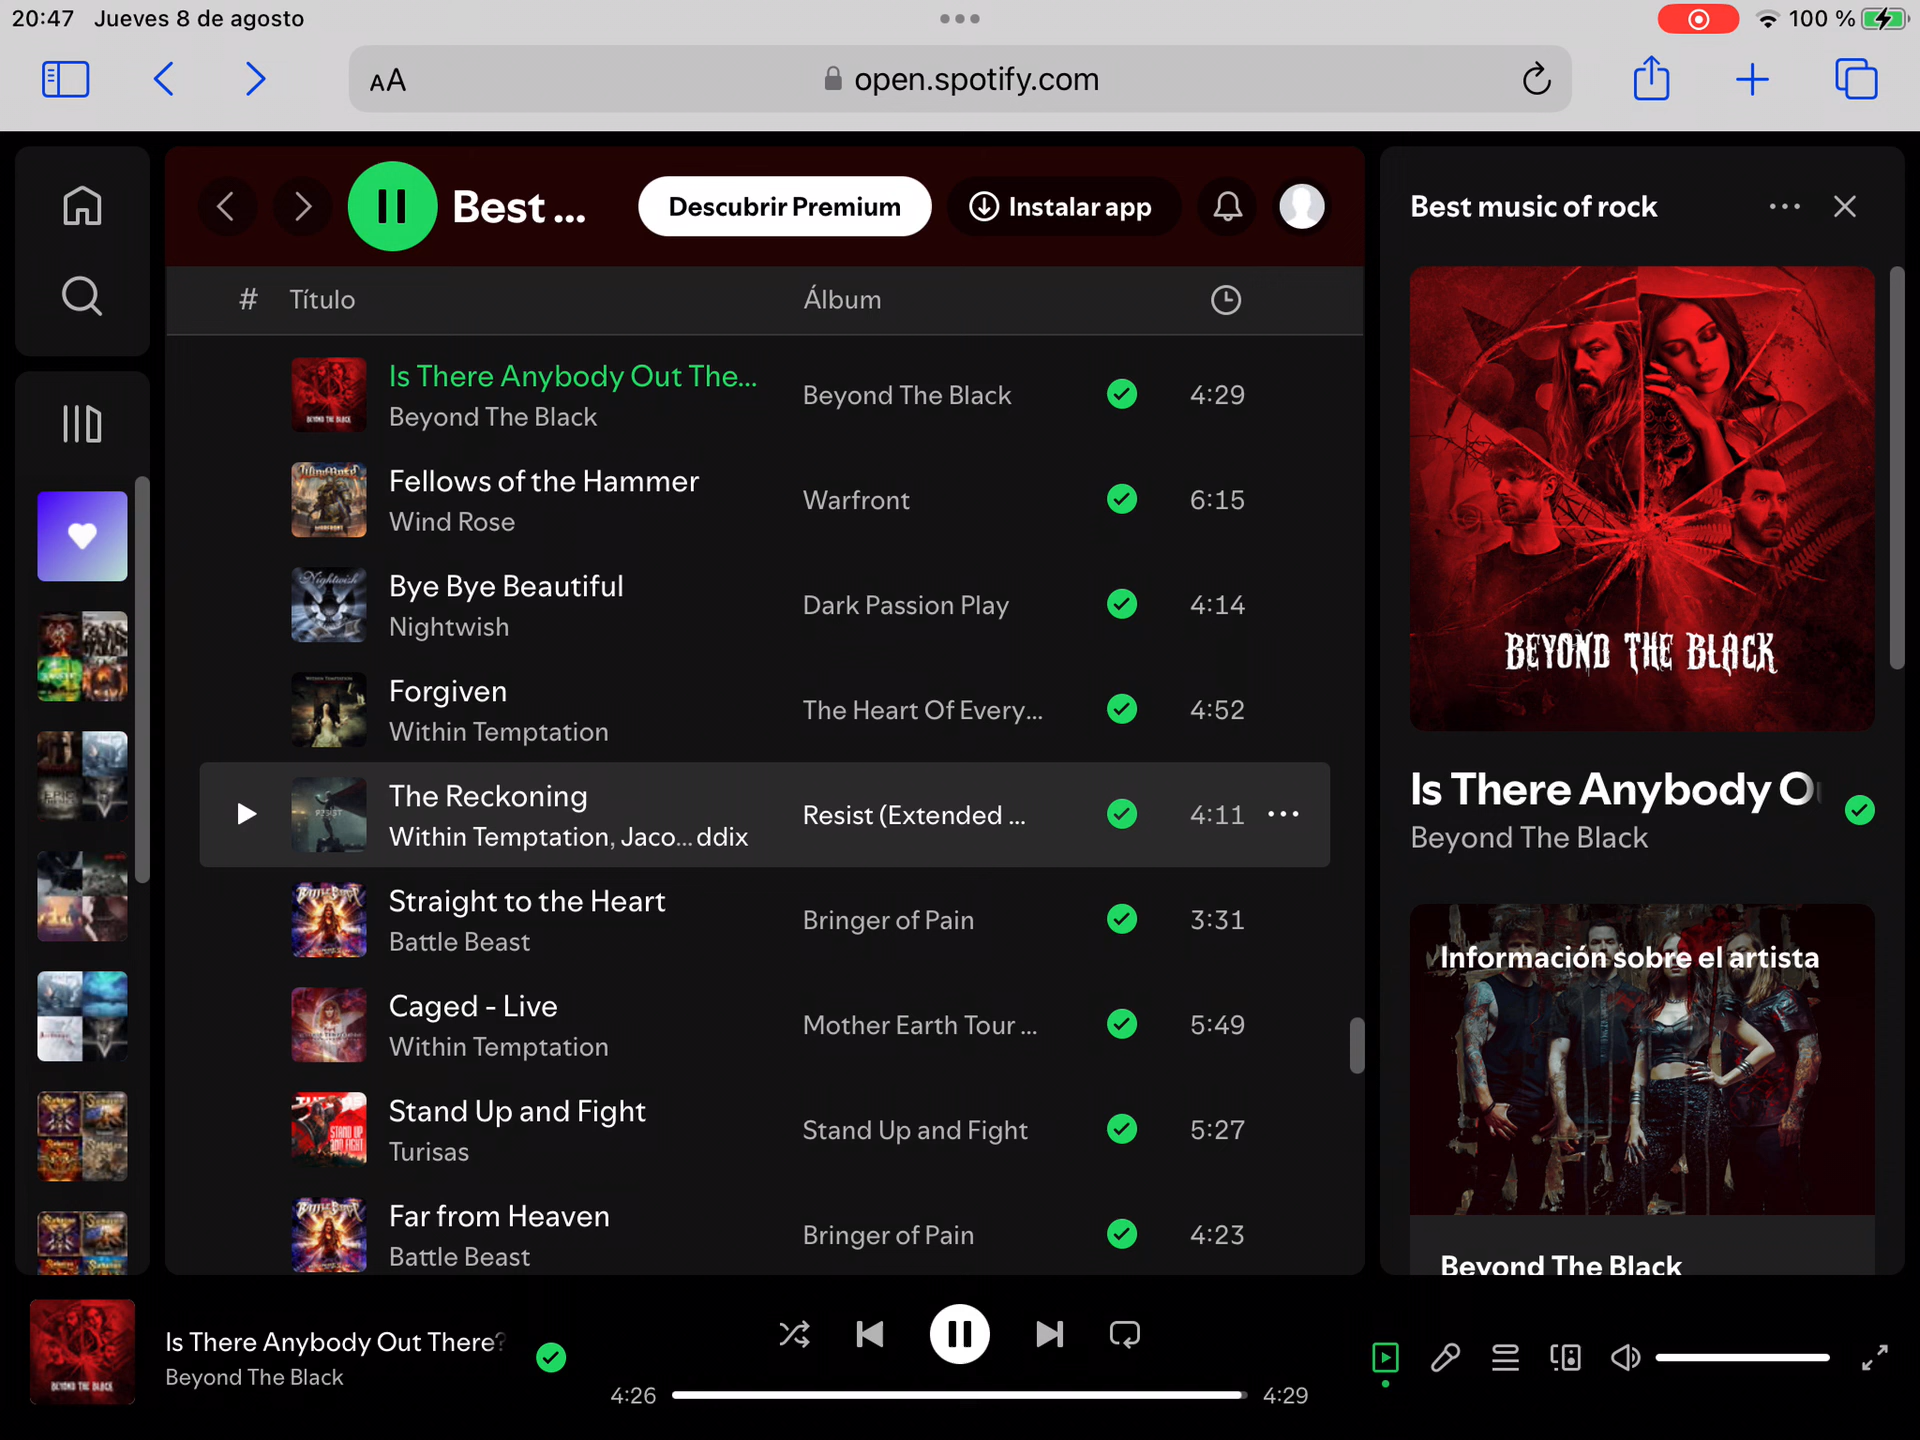 20:47 Jueves 8 de agosto
100 %
AA
open.spotify.com
Best ...
Descubrir Premium
Instalar app
# Título
Álbum
Is There Anybody Out The...
Beyond The Black
Beyond The Black
4:29
Fellows of the Hammer
Wind Rose
Warfront
6:15
Bye Bye Beautiful
Nightwish
Dark Passion Play
4:14
Forgiven
Within Temptation
The Heart Of Every...
4:52
The Reckoning
Within Temptation, Jaco... ddix
Resist (Extended ...
4:11
Straight to the Heart
Battle Beast
Bringer of Pain
3:31
Caged - Live
Within Temptation
Mother Earth Tour ...
5:49
Stand Up and Fight
Turisas
Stand Up and Fight
5:27
Far from Heaven
Battle Beast
Bringer of Pain
4:23
Best music of rock
BEYOND THE BLACK
Is There Anybody O
Beyond The Black
Información sobre el artista
Beyond The Black
Is There Anybody Out There?
Beyond The Black
4:26
4:29